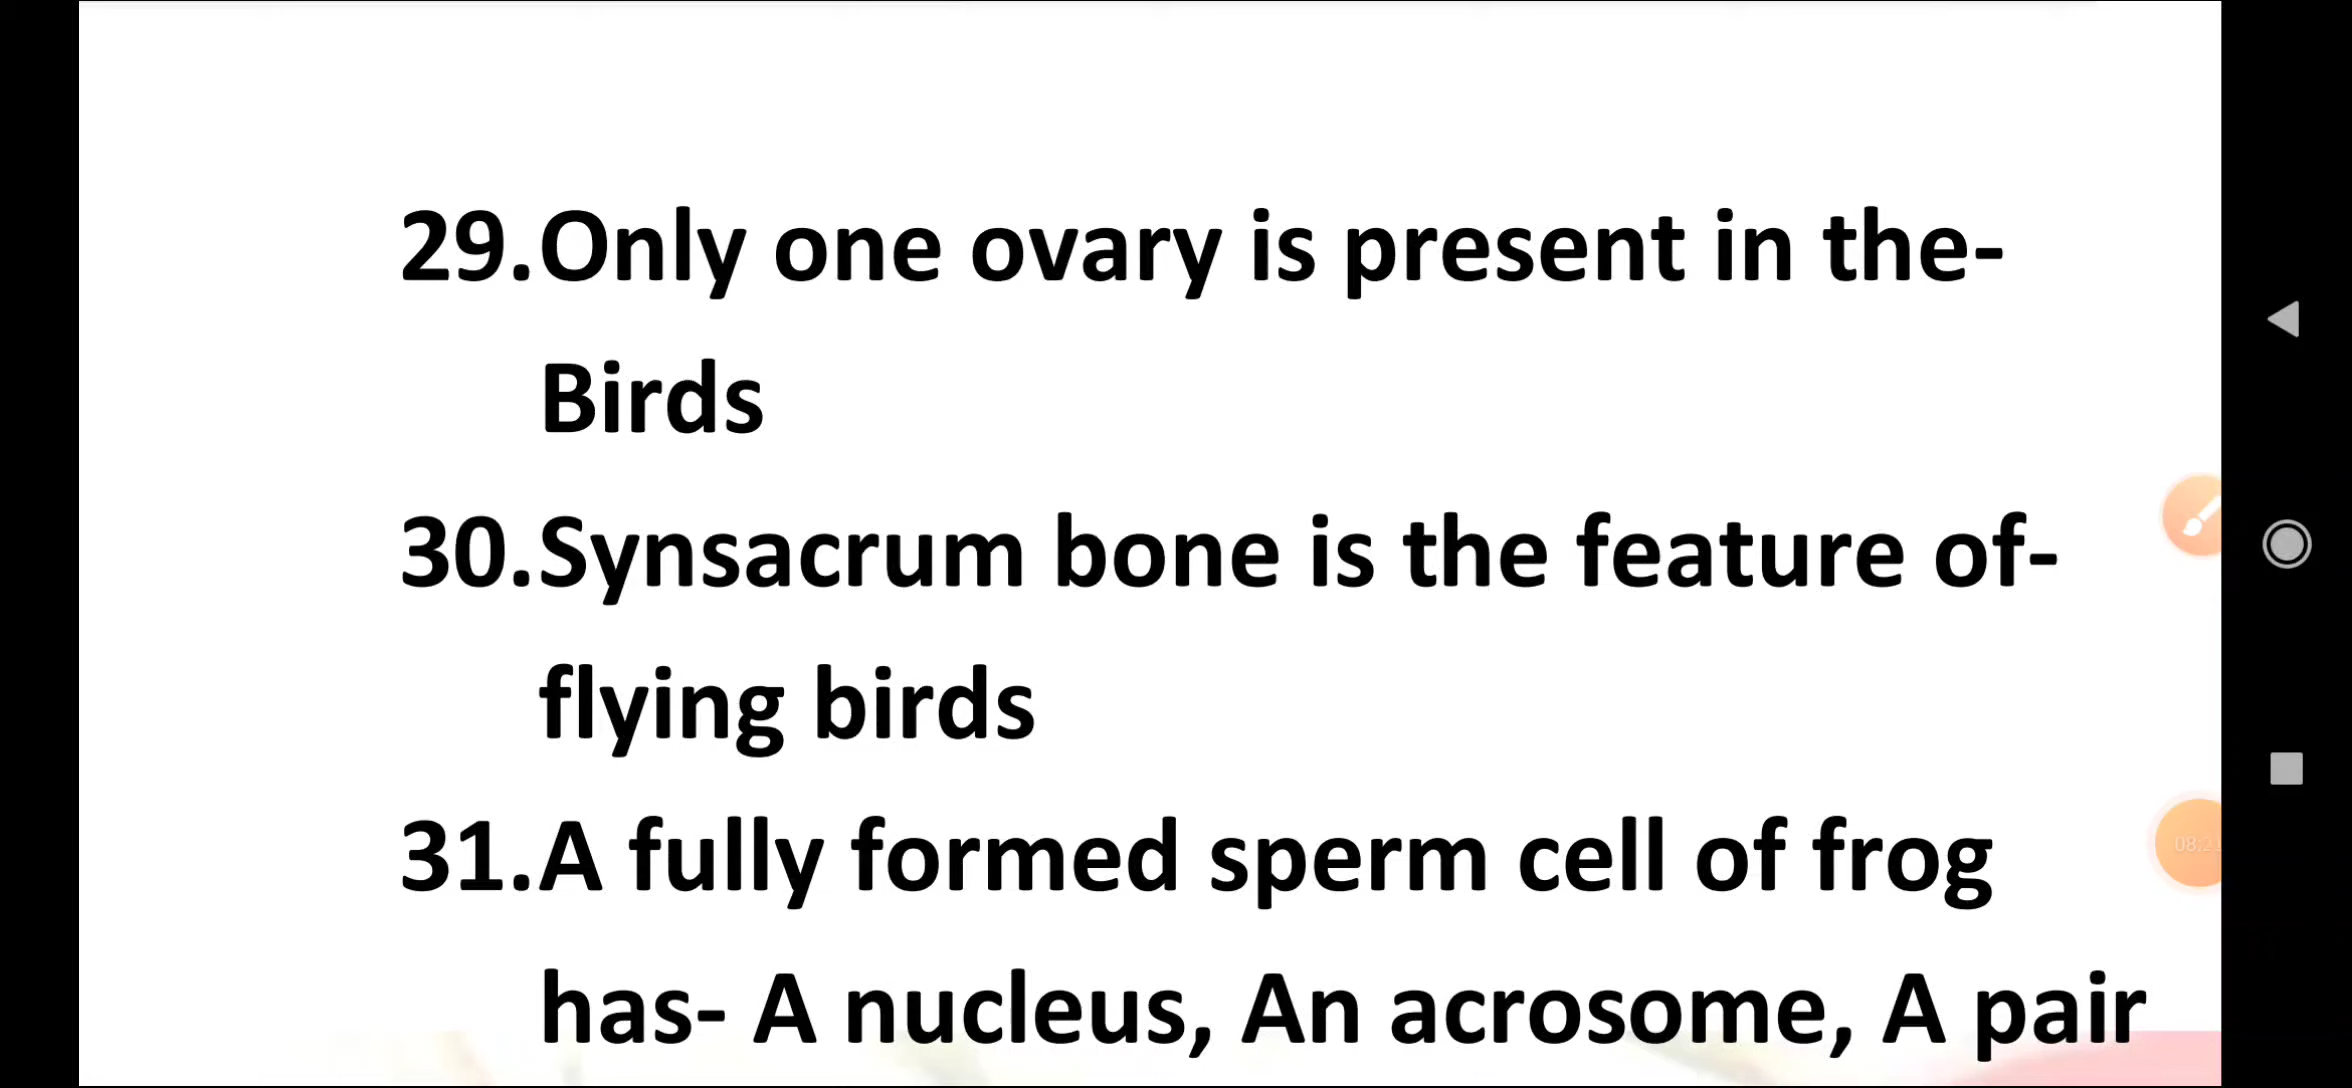 29.Only one ovary is present in the-
Birds
30.Synsacrum bone is the feature of-
flying birds
31.A fully formed sperm cell of frog
has- A nucleus, An acrosome, A pair